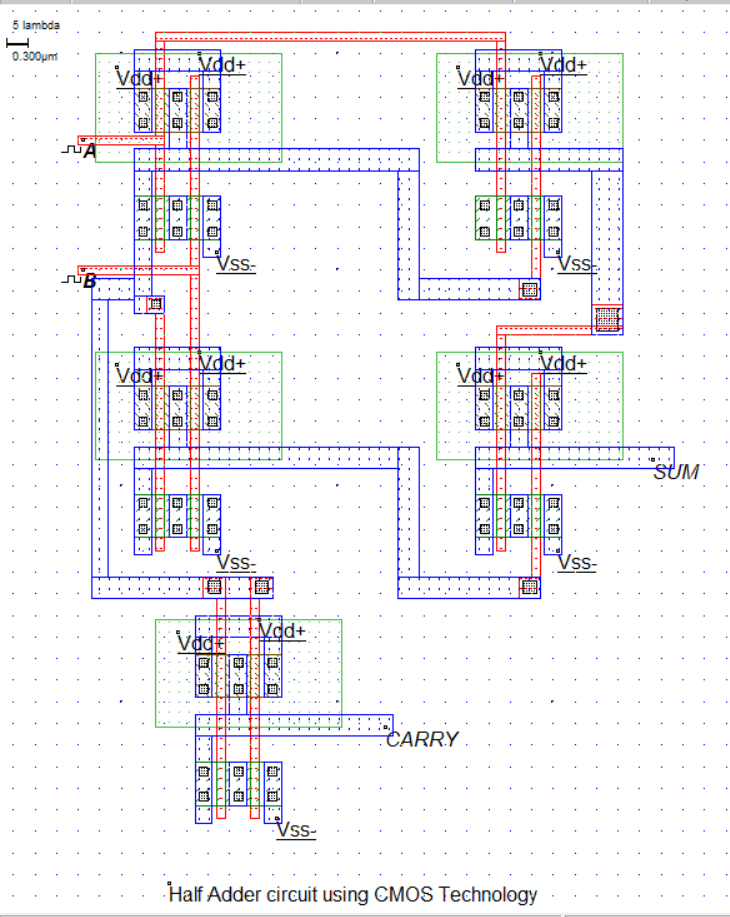 5 lambda
0.300µm
Vdd+ Vdd+
Vdd+ Vdd+
A
Vss-
Vss-
B
Vdd+ Vdd+
Vdd+ Vdd+
SUM
Vss-
Vss-
Vdd+ Vdd+
CARRY
Vss-
Half Adder circuit using CMOS Technology